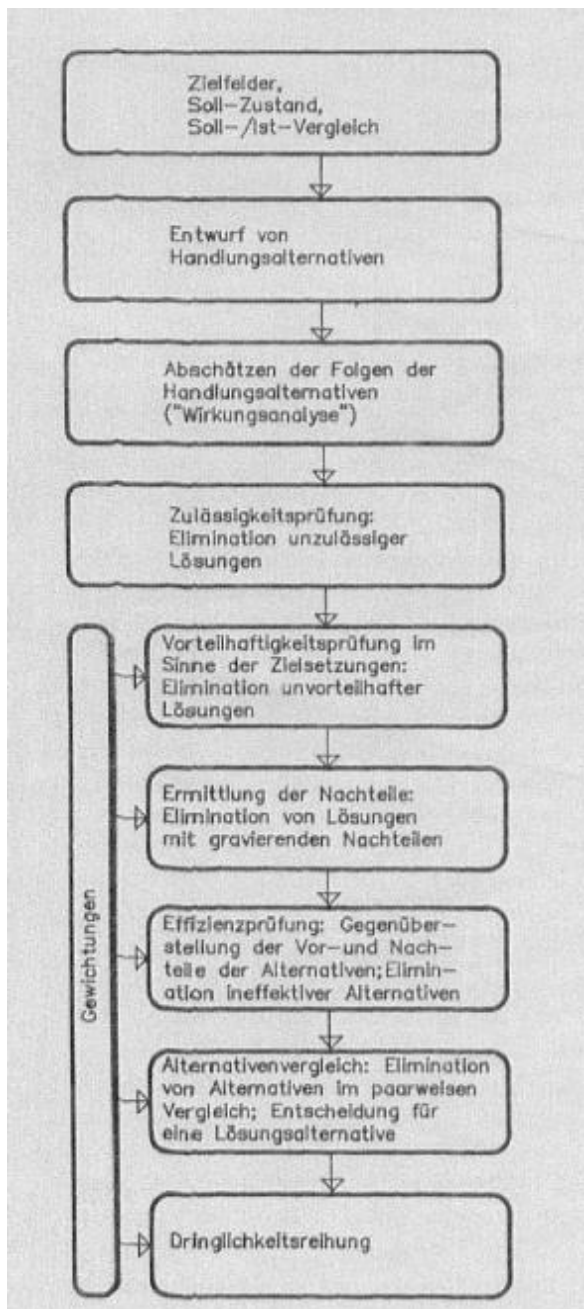 Zielfelder,
Soll-Zustand,
Soll-/Ist-Vergleich
Entwurf von
Handlungsalternativen
Abschätzen der Folgen der
Handlungsalternativen
("Wirkungsanalyse")
Zulässigkeitsprüfung:
Elimination unzulässiger
Lösungen
Gewichtungen
Vorteilhaftigkeitsprüfung im
Sinne der Zielsetzungen:
Elimination unvorteilhafter
Lösungen
Ermittlung der Nachteile:
Elimination von Lösungen
mit gravierenden Nachteilen
Effizienzprüfung: Gegenüber-
stellung der Vor-und Nach-
teile der Alternativen;Elimin-
ation ineffektiver Alternativen
Alternativenvergleich: Elimination
von Alternativen im paarweisen
Vergleich; Entscheidung für
eine Lösungsalternative
Dringlichkeitsreihung